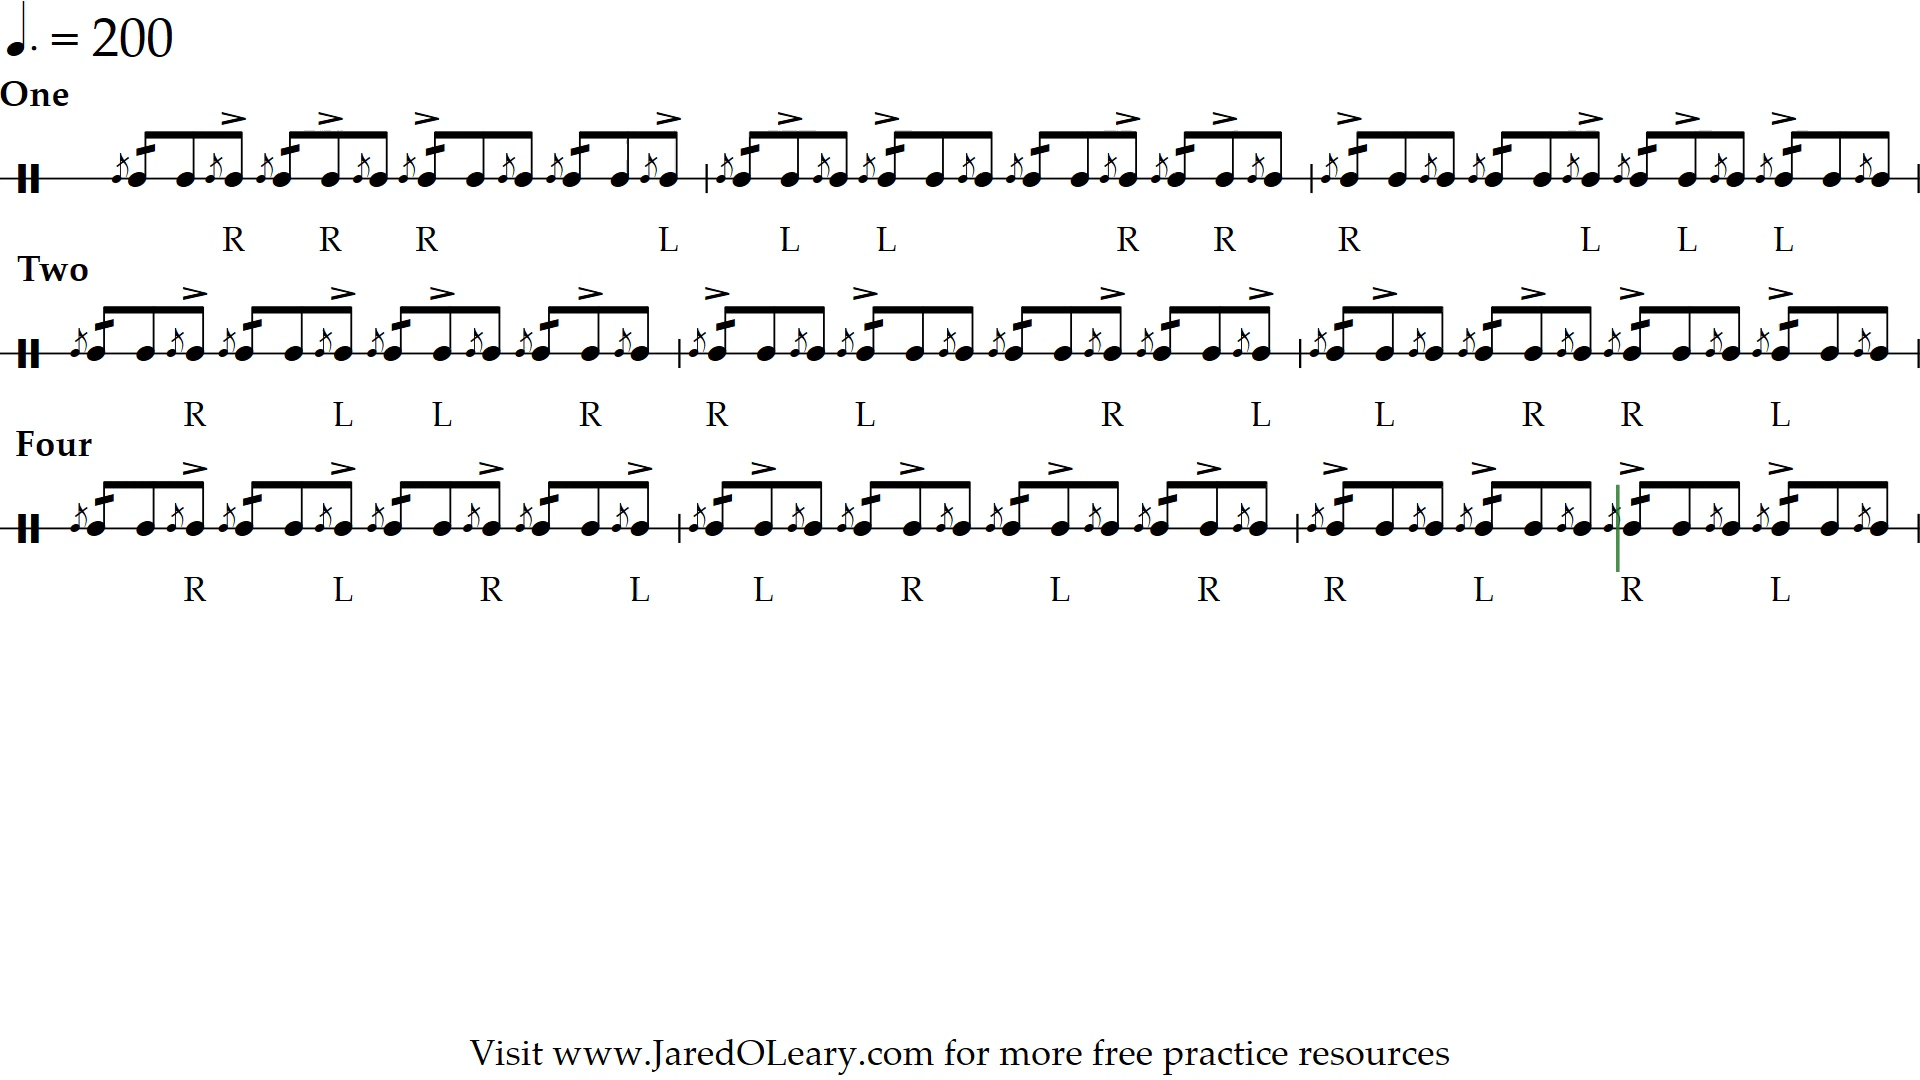 ♩. = 200
One
R R R L L L R R R L L L
Two
R L L R R L R L L R R L
Four
R L R L L R L R R L R L
Visit www.JaredOLeary.com for more free practice resources